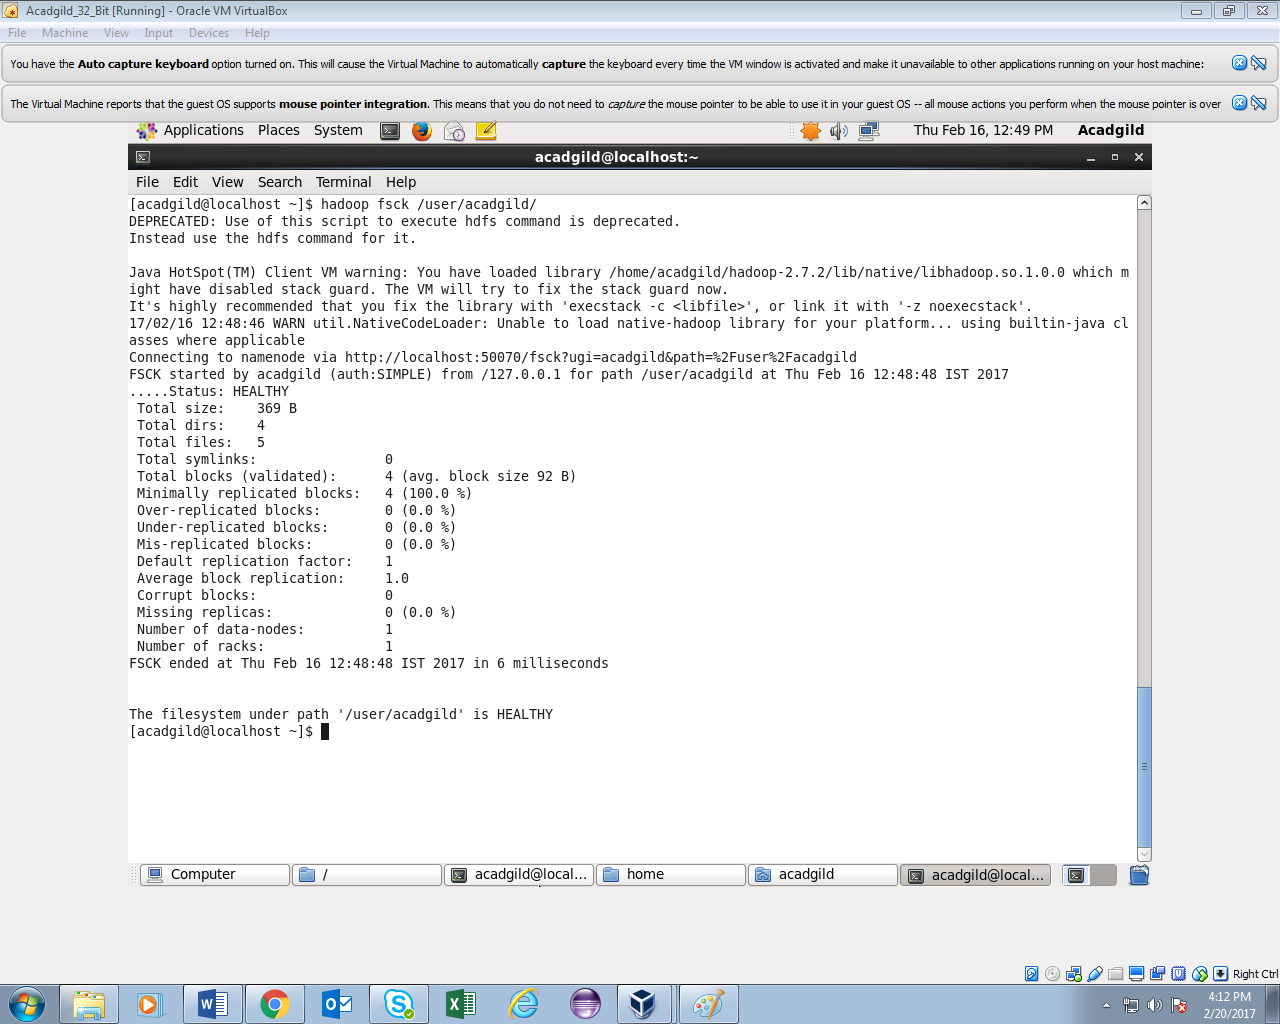 Acadgild_32_Bit [Running] - Oracle VM VirtualBox
File Machine View Input Devices Help
You have the Auto capture keyboard option turned on. This will cause the Virtual Machine to automatically capture the keyboard every time the VM window is activated and make it unavailable to other applications running on your host machine:
The Virtual Machine reports that the guest OS supports mouse pointer integration. This means that you do not need to capture the mouse pointer to be able to use it in your guest OS -- all mouse actions you perform when the mouse pointer is over
Applications Places System Thu Feb 16, 12:49 PM Acadgild
acadgild@localhost:~
File Edit View Search Terminal Help
[acadgild@localhost ~]$ hadoop fsck /user/acadgild/
DEPRECATED: Use of this script to execute hdfs command is deprecated.
Instead use the hdfs command for it.
Java HotSpot(TM) Client VM warning: You have loaded library /home/acadgild/hadoop-2.7.2/lib/native/libhadoop.so.1.0.0 which m
ight have disabled stack guard. The VM will try to fix the stack guard now.
It's highly recommended that you fix the library with 'execstack -c <libfile>', or link it with '-z noexecstack'.
17/02/16 12:48:46 WARN util.NativeCodeLoader: Unable to load native-hadoop library for your platform... using builtin-java cl
asses where applicable
Connecting to namenode via http://localhost:50070/fsck?ugi=acadgild&path=%2Fuser%2Facadgild
FSCK started by acadgild (auth:SIMPLE) from /127.0.0.1 for path /user/acadgild at Thu Feb 16 12:48:48 IST 2017
.....Status: HEALTHY
Total size: 369 B
Total dirs: 4
Total files: 5
Total symlinks: 0
Total blocks (validated): 4 (avg. block size 92 B)
Minimally replicated blocks: 4 (100.0 %)
Over-replicated blocks: 0 (0.0 %)
Under-replicated blocks: 0 (0.0 %)
Mis-replicated blocks: 0 (0.0 %)
Default replication factor: 1
Average block replication: 1.0
Corrupt blocks: 0
Missing replicas: 0 (0.0 %)
Number of data-nodes: 1
Number of racks: 1
FSCK ended at Thu Feb 16 12:48:48 IST 2017 in 6 milliseconds
The filesystem under path '/user/acadgild' is HEALTHY
[acadgild@localhost ~]$
Computer / acadgild@local... home acadgild acadgild@local...
Right Ctrl
4:12 PM
2/20/2017